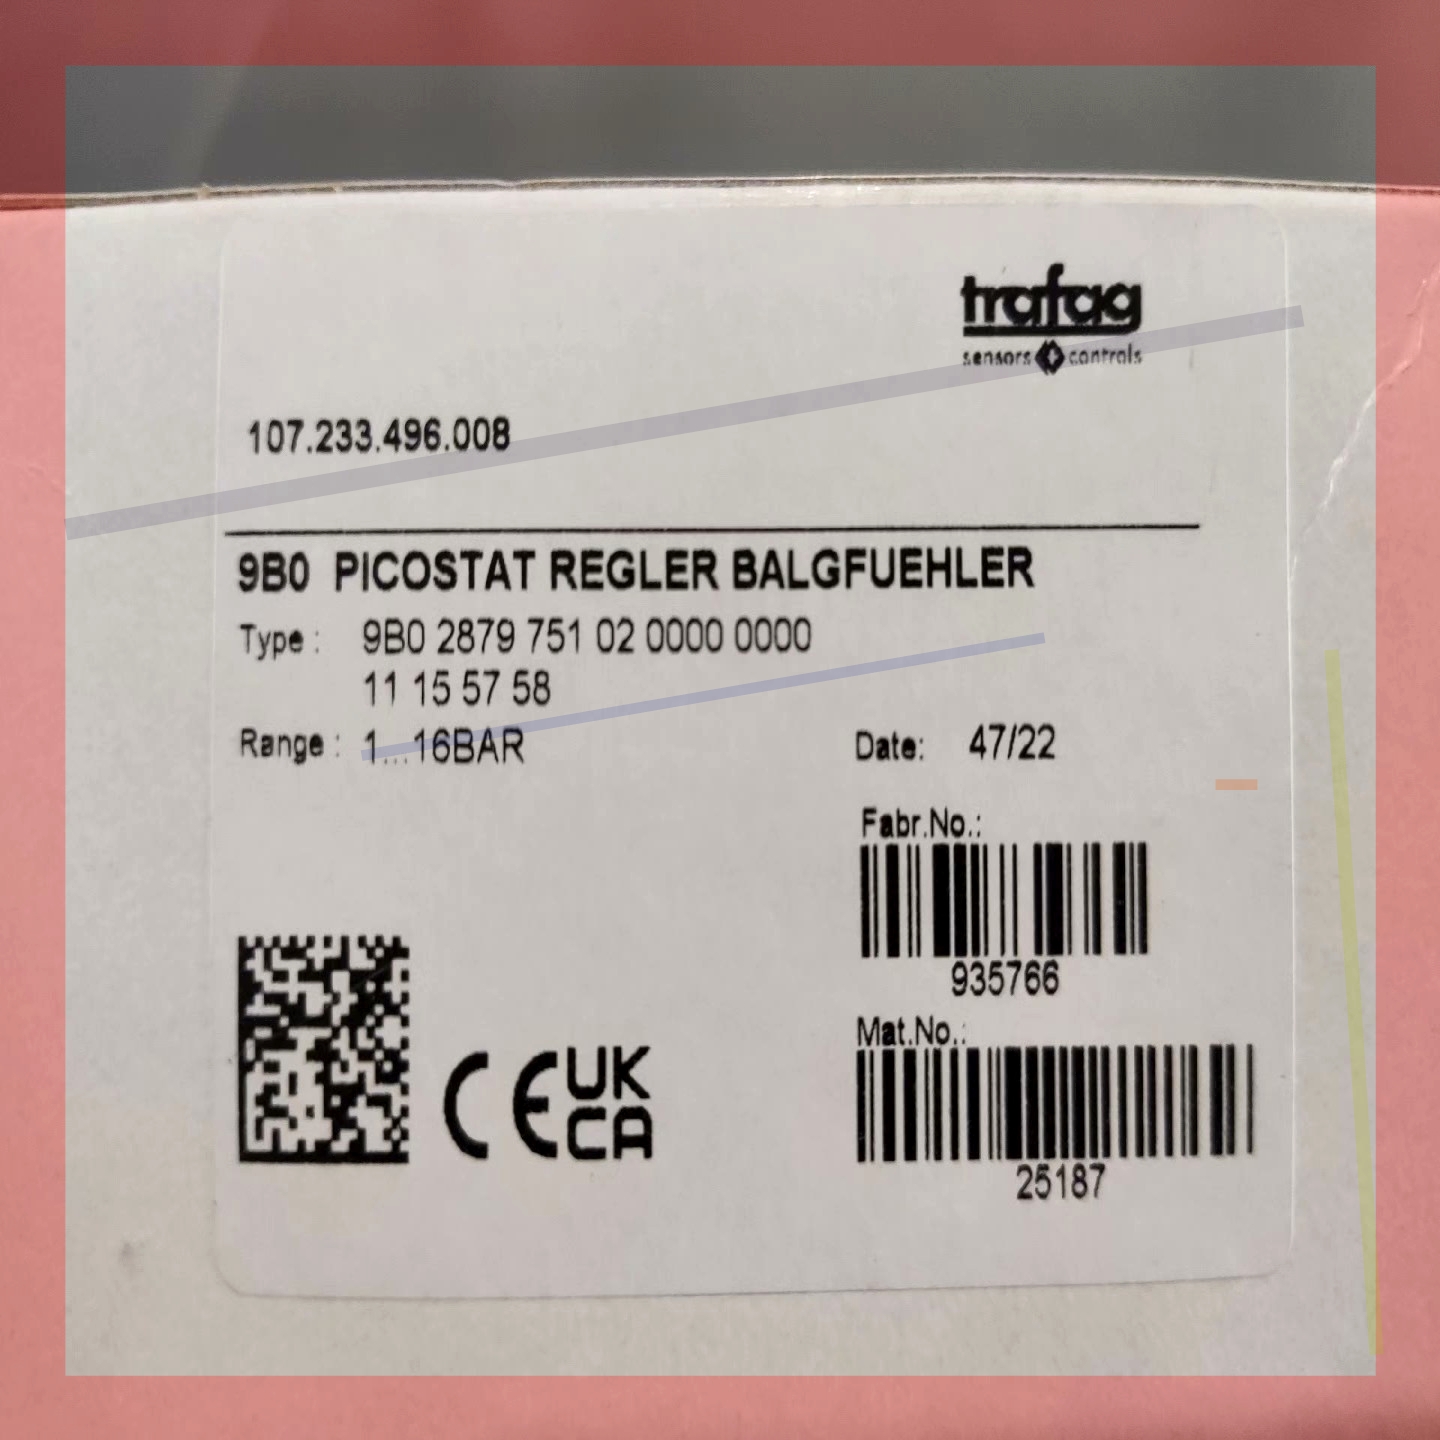 trafag
sensors controls
107.233.496.008
9B0 PICOSTAT REGLER BALGFUEHLER
Type : 9B0 2879 751 02 0000 0000
11 15 57 58
Range : 1...16BAR
Date: 47/22
Fabr.No.:
935766
Mat.No.:
25187
CE UK
CA